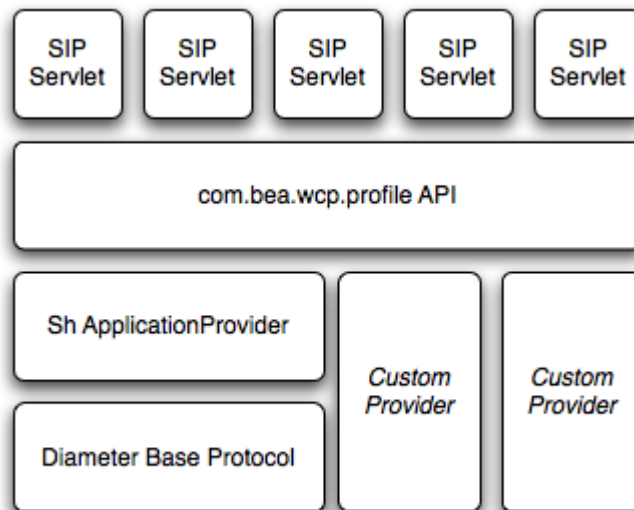 SIP
Servlet
SIP
Servlet
SIP
Servlet
SIP
Servlet
SIP
Servlet
com.bea.wcp.profile API
Sh ApplicationProvider
Custom
Provider
Custom
Provider
Diameter Base Protocol